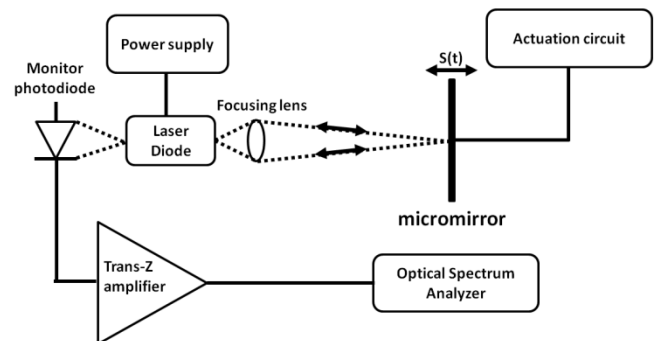 Power supply
Actuation circuit
S(t)
Monitor
photodiode
Focusing lens
Laser
Diode
micromirror
Trans-Z
amplifier
Optical Spectrum
Analyzer